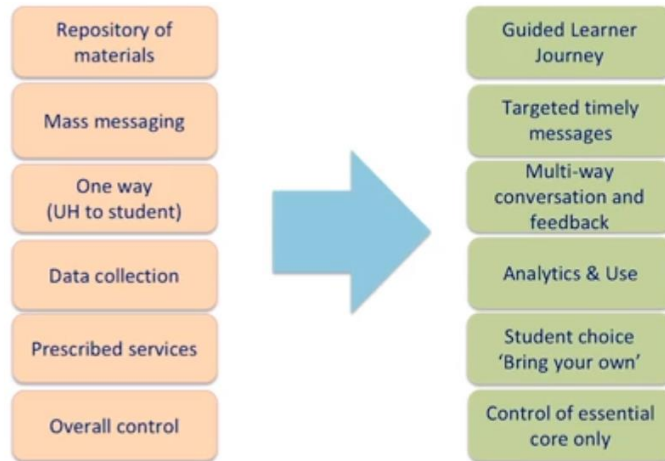 Repository of
materials
Mass messaging
One way
(UH to student)
Data collection
Prescribed services
Overall control
Guided Learner
Journey
Targeted timely
messages
Multi-way
conversation and
feedback
Analytics & Use
Student choice
‘Bring your own’
Control of essential
core only